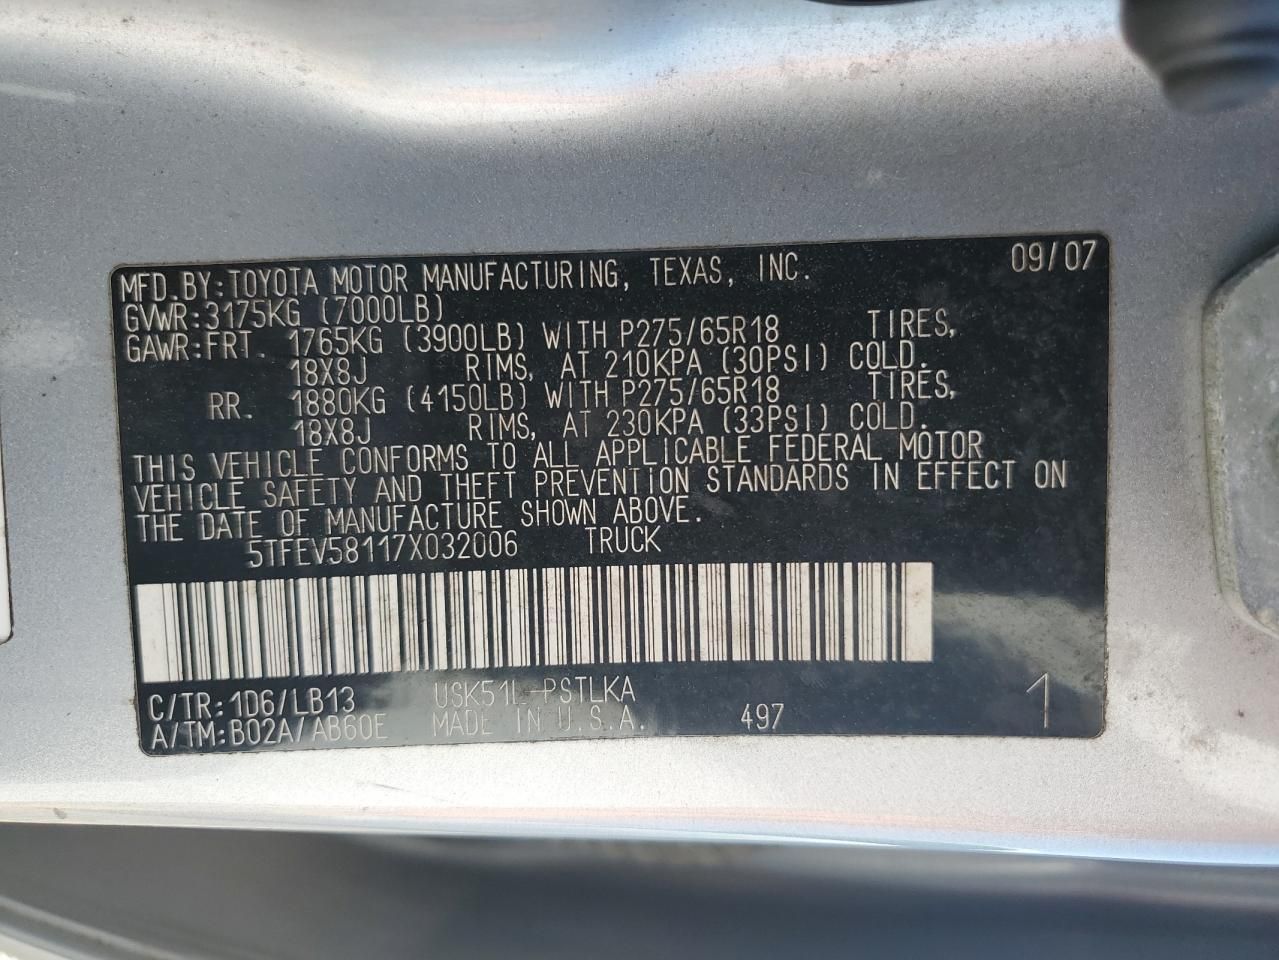 MFD.BY:TOYOTA MOTOR MANUFACTURING, TEXAS, INC. 09/07
GVWR:3175KG (7000LB)
GAWR:FRT. 1765KG (3900LB) WITH P275/65R18 TIRES,
18X8J RIMS, AT 210KPA (30PSI) COLD.
RR. 1880KG (4150LB) WITH P275/65R18 TIRES,
18X8J RIMS, AT 230KPA (33PSI) COLD.
THIS VEHICLE CONFORMS TO ALL APPLICABLE FEDERAL MOTOR
VEHICLE SAFETY AND THEFT PREVENTION STANDARDS IN EFFECT ON
THE DATE OF MANUFACTURE SHOWN ABOVE.
5TFEV58117X032006 TRUCK
C/TR:1D6/LB13 USK51L-PSTLKA
A/TM:B02A/AB60E MADE IN U.S.A. 497 1